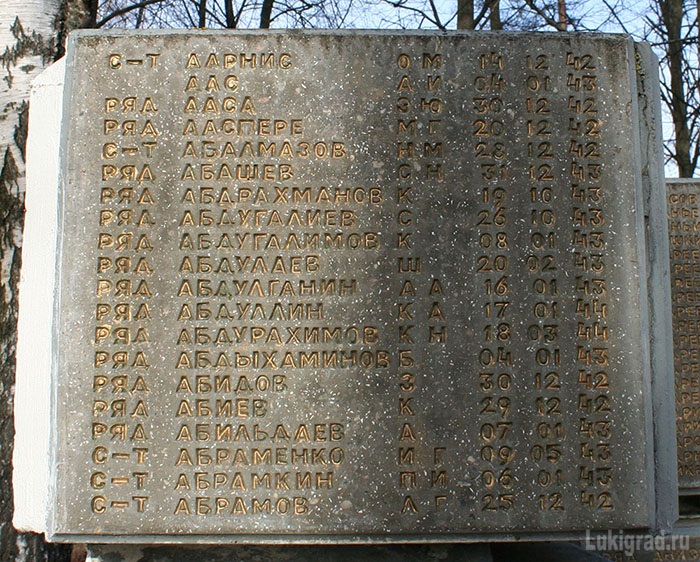 С-Т ААРНИС О М 14 12 42
ААС А И 04 01 43
РЯД ААСА Э Ю 30 12 42
РЯД ААСПЕРЕ М Г 20 12 42
С-Т АБАЛМАЗОВ Н М 28 12 42
РЯД АБАШЕВ С Н 31 12 43
РЯД АБДРАХМАНОВ К 19 10 43
РЯД АБДУГАЛИЕВ С 26 10 43
РЯД АБДУГАЛИМОВ К 08 01 43
РЯД АБДУЛАЕВ Ш 20 02 43
РЯД АБДУЛГАНИН А А 16 01 43
РЯД АБДУЛЛИН К А 17 01 44
РЯД АБДУРАХИМОВ К Н 18 03 44
РЯД АБДЫХАМИНОВ Б 04 01 43
РЯД АБИДОВ З 30 12 42
РЯД АБИЕВ К 29 12 42
РЯД АБИЛЬДАЕВ А 07 01 43
С-Т АБРАМЕНКО И Г 09 05 43
С-Т АБРАМКИН П И 06 01 43
С-Т АБРАМОВ А Г 25 12 42
Lukigrad.ru